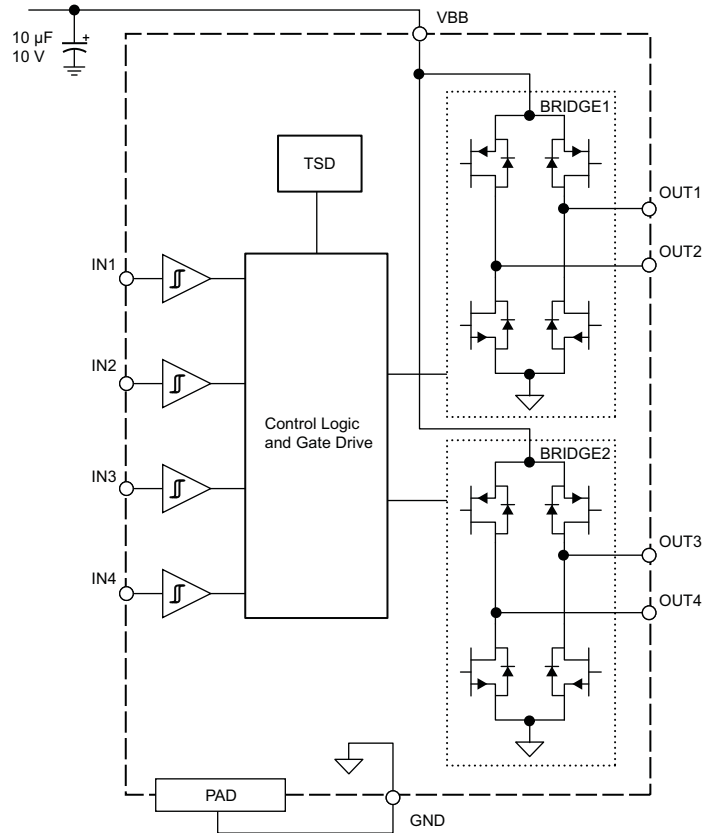 VBB
10 µF
10 V
+
BRIDGE1
TSD
OUT1
OUT2
IN1
IN2
Control Logic
and Gate Drive
BRIDGE2
IN3
OUT3
IN4
OUT4
PAD
GND